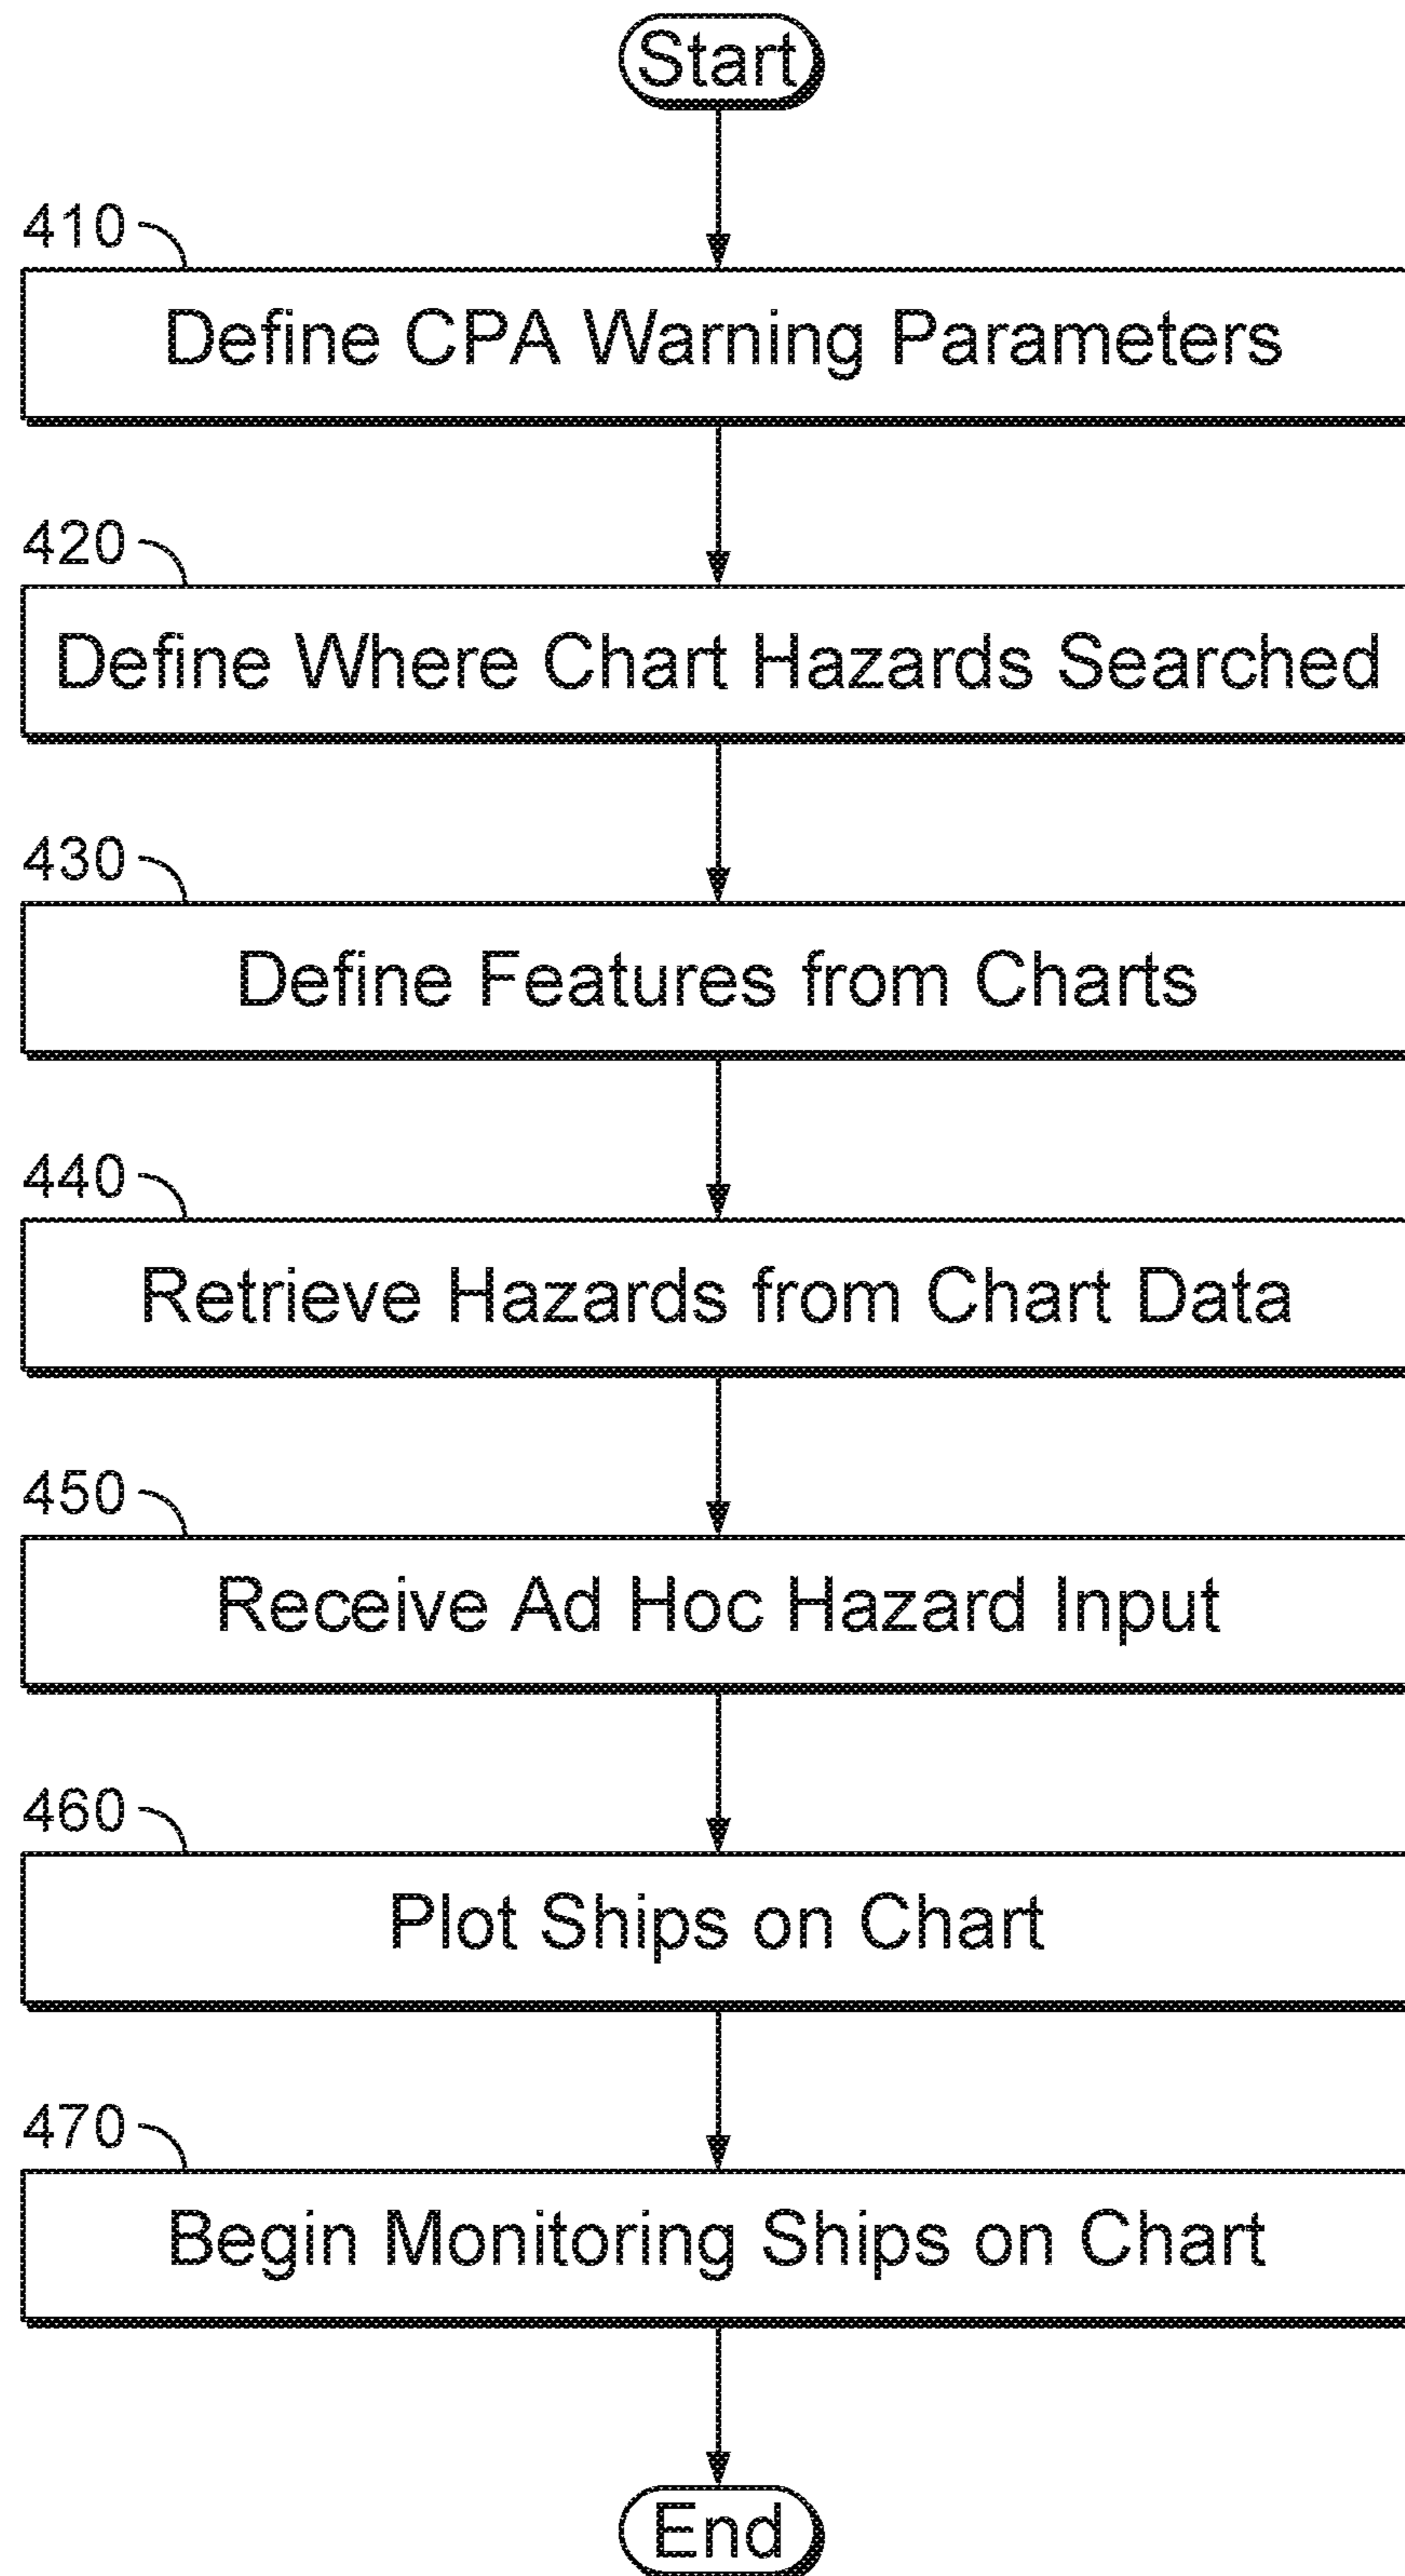 Start
410
Define CPA Warning Parameters
420
Define Where Chart Hazards Searched
430
Define Features from Charts
440
Retrieve Hazards from Chart Data
450
Receive Ad Hoc Hazard Input
460
Plot Ships on Chart
470
Begin Monitoring Ships on Chart
End